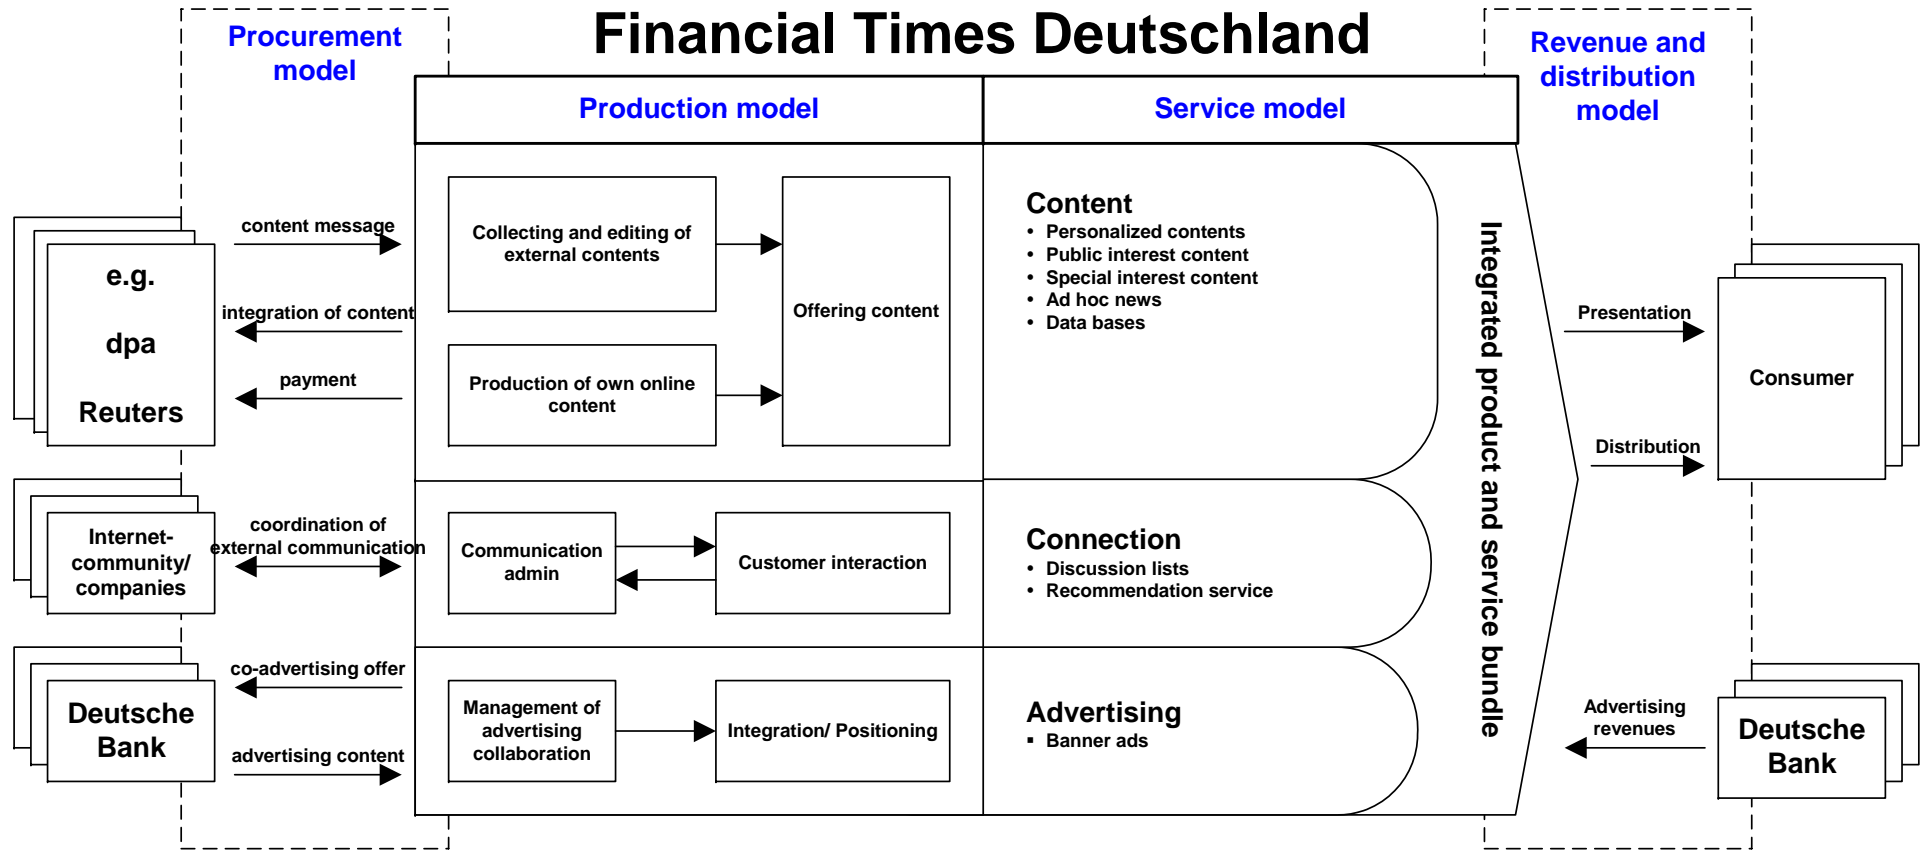 Financial Times Deutschland
Procurement
model
Production model
Service model
Revenue and
distribution
model
e.g.
dpa
Reuters
content message
integration of content
payment
Collecting and editing of
external contents
Production of own online
content
Offering content
Content
• Personalized contents
• Public interest content
• Special interest content
• Ad hoc news
• Data bases
Integrated product and service bundle
Presentation
Distribution
Consumer
Internet-
community/
companies
coordination of
external communication
Communication
admin
Customer interaction
Connection
• Discussion lists
• Recommendation service
Deutsche
Bank
co-advertising offer
advertising content
Management of
advertising
collaboration
Integration/ Positioning
Advertising
▪ Banner ads
Advertising
revenues
Deutsche
Bank